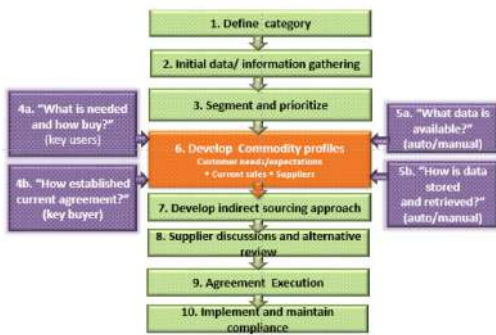 1. Define category
2. Initial data/ information gathering
3. Segment and prioritize
4a. “What is needed
and how buy?”
(key users)
4b. “How established
current agreement?”
(key buyer)
5a. “What data is
available?”
(auto/manual)
5b. “How is data
stored
and retrieved?”
(auto/manual)
6. Develop Commodity profiles
Customer needs/expectations
• Current sales • Suppliers
7. Develop indirect sourcing approach
8. Supplier discussions and alternative
review
9. Agreement Execution
10. Implement and maintain
compliance